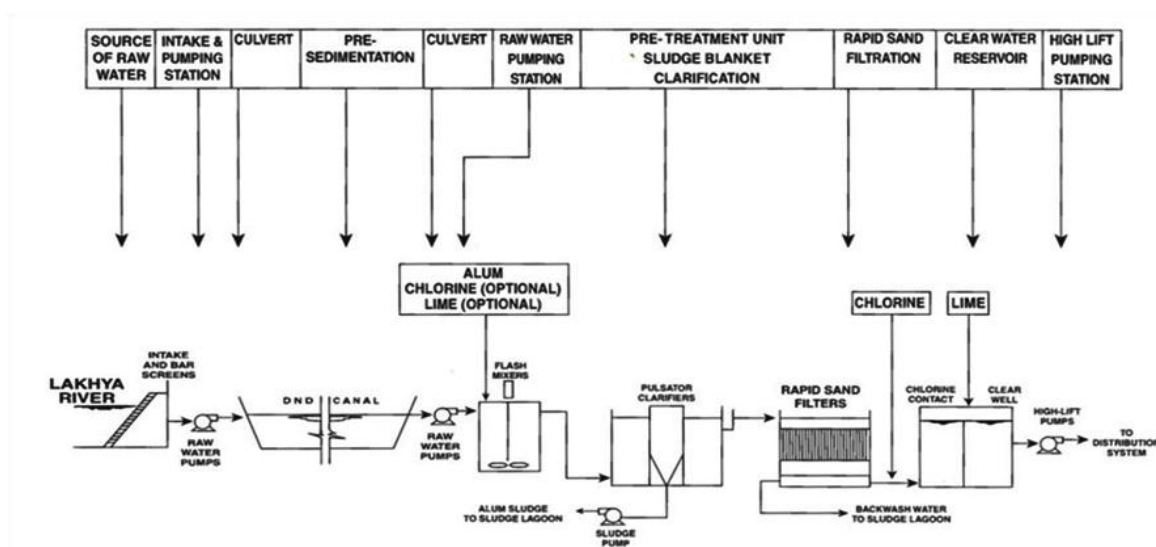 SOURCE
OF RAW
WATER
INTAKE &
PUMPING
STATION
CULVERT
PRE-
SEDIMENTATION
CULVERT
RAW WATER
PUMPING
STATION
PRE-TREATMENT UNIT
SLUDGE BLANKET
CLARIFICATION
RAPID SAND
FILTRATION
CLEAR WATER
RESERVOIR
HIGH LIFT
PUMPING
STATION
ALUM
CHLORINE (OPTIONAL)
LIME (OPTIONAL)
CHLORINE
LIME
LAKHYA
RIVER
INTAKE
AND BAR
SCREENS
RAW
WATER
PUMPS
DND CANAL
RAW
WATER
PUMPS
FLASH
MIXERS
PULSATOR
CLARIFIERS
ALUM SLUDGE
TO SLUDGE LAGOON
SLUDGE
PUMP
RAPID SAND
FILTERS
BACKWASH WATER
TO SLUDGE LAGOON
CHLORINE
CONTACT
CLEAR
WELL
HIGH-LIFT
PUMPS
TO
DISTRIBUTION
SYSTEM